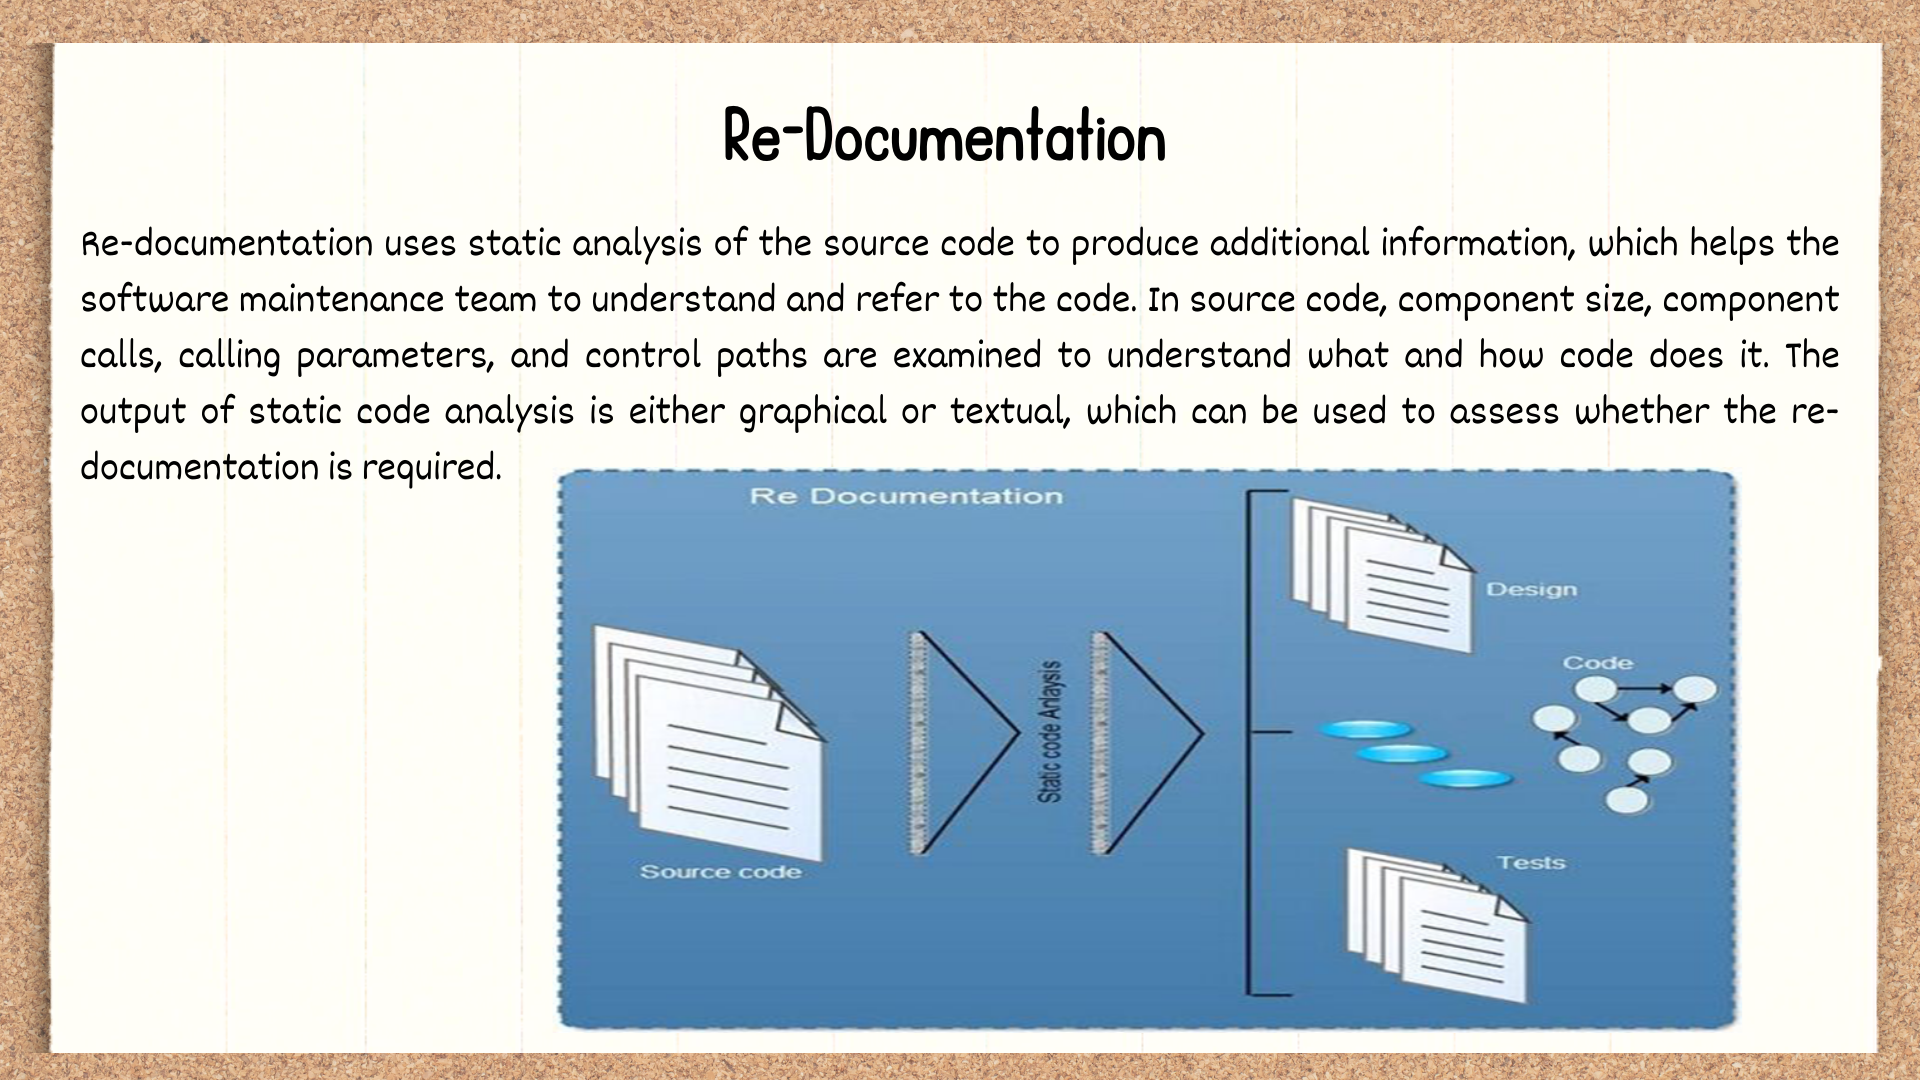 Re-Documentation
Re-documentation uses static analysis of the source code to produce additional information, which helps the
software maintenance team to understand and refer to the code. In source code, component size, component
calls, calling parameters, and control paths are examined to understand what and how code does it. The
output of static code analysis is either graphical or textual, which can be used to assess whether the re-
documentation is required.
Re Documentation
Design
Code
Static code Anlaysis
Tests
Source code